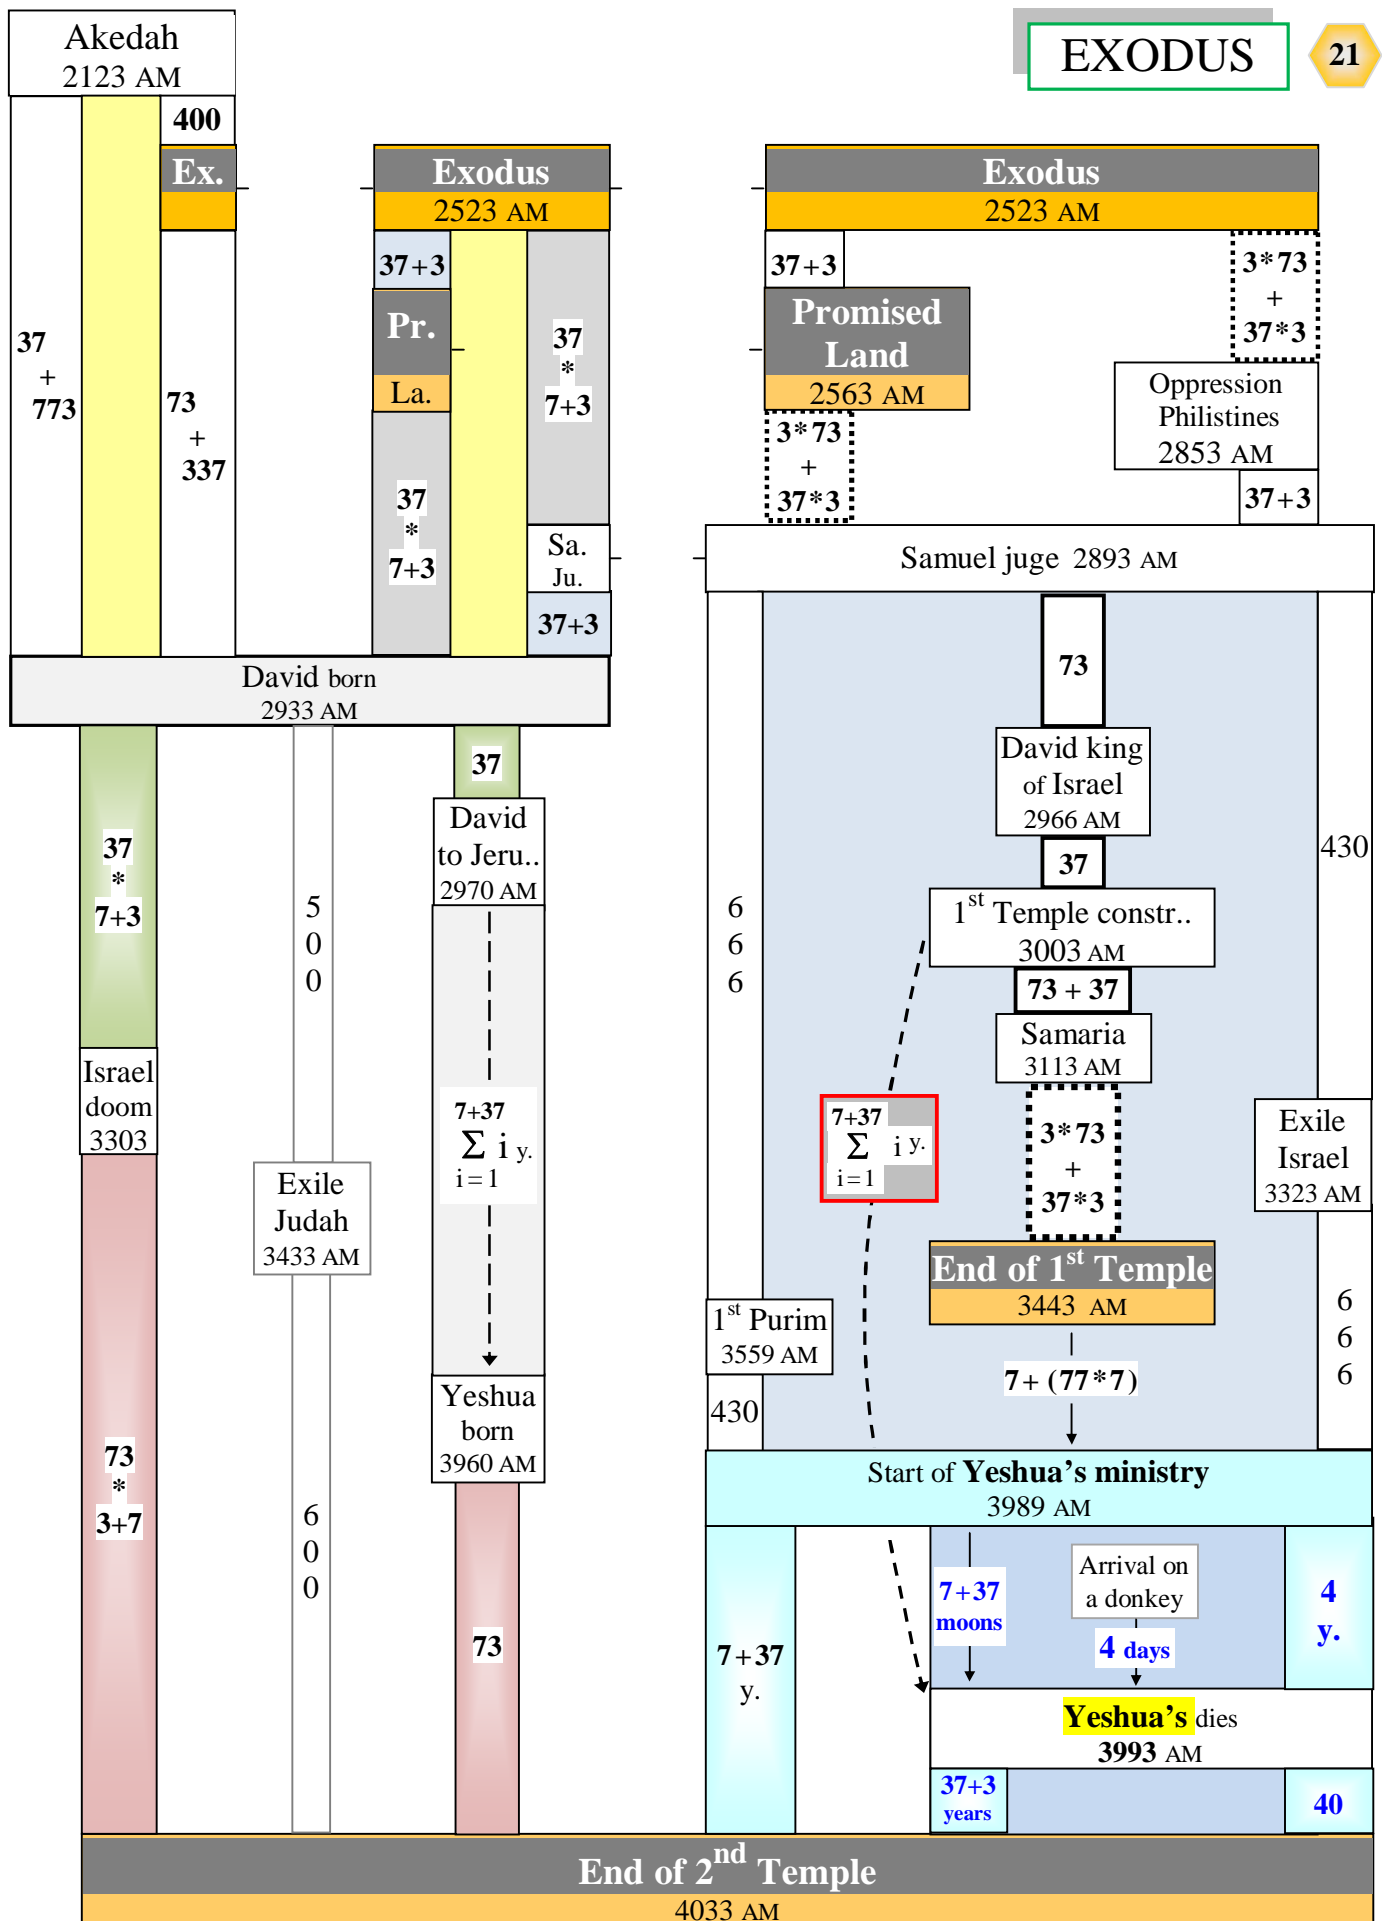 Akedah
2123 AM
EXODUS
21
400
Ex.
Exodus
2523 AM
Exodus
2523 AM
37
+
773
73
+
337
37+3
Pr.
La.
37
*
7+3
37
*
7+3
Sa.
Ju.
37+3
37+3
Promised
Land
2563 AM
3*73
+
37*3
3*73
+
37*3
Oppression
Philistines
2853 AM
37+3
Samuel juge 2893 AM
David born
2933 AM
37
*
7+3
Israel
doom
3303
73
*
3+7
5
0
0
Exile
Judah
3433 AM
6
0
0
37
David
to Jeru..
2970 AM
7+37
Σ i y.
i = 1
Yeshua
born
3960 AM
73
6
6
6
1st Purim
3559 AM
430
73
David king
of Israel
2966 AM
37
1st Temple constr..
3003 AM
73 + 37
Samaria
3113 AM
7+37
Σ i y.
i = 1
3*73
+
37*3
End of 1st Temple
3443 AM
7 + (77*7)
430
Exile
Israel
3323 AM
6
6
6
Start of Yeshua's ministry
3989 AM
7+37
y.
7+37
moons
Arrival on
a donkey
4 days
4
y.
Yeshua's dies
3993 AM
37+3
years
40
End of 2nd Temple
4033 AM